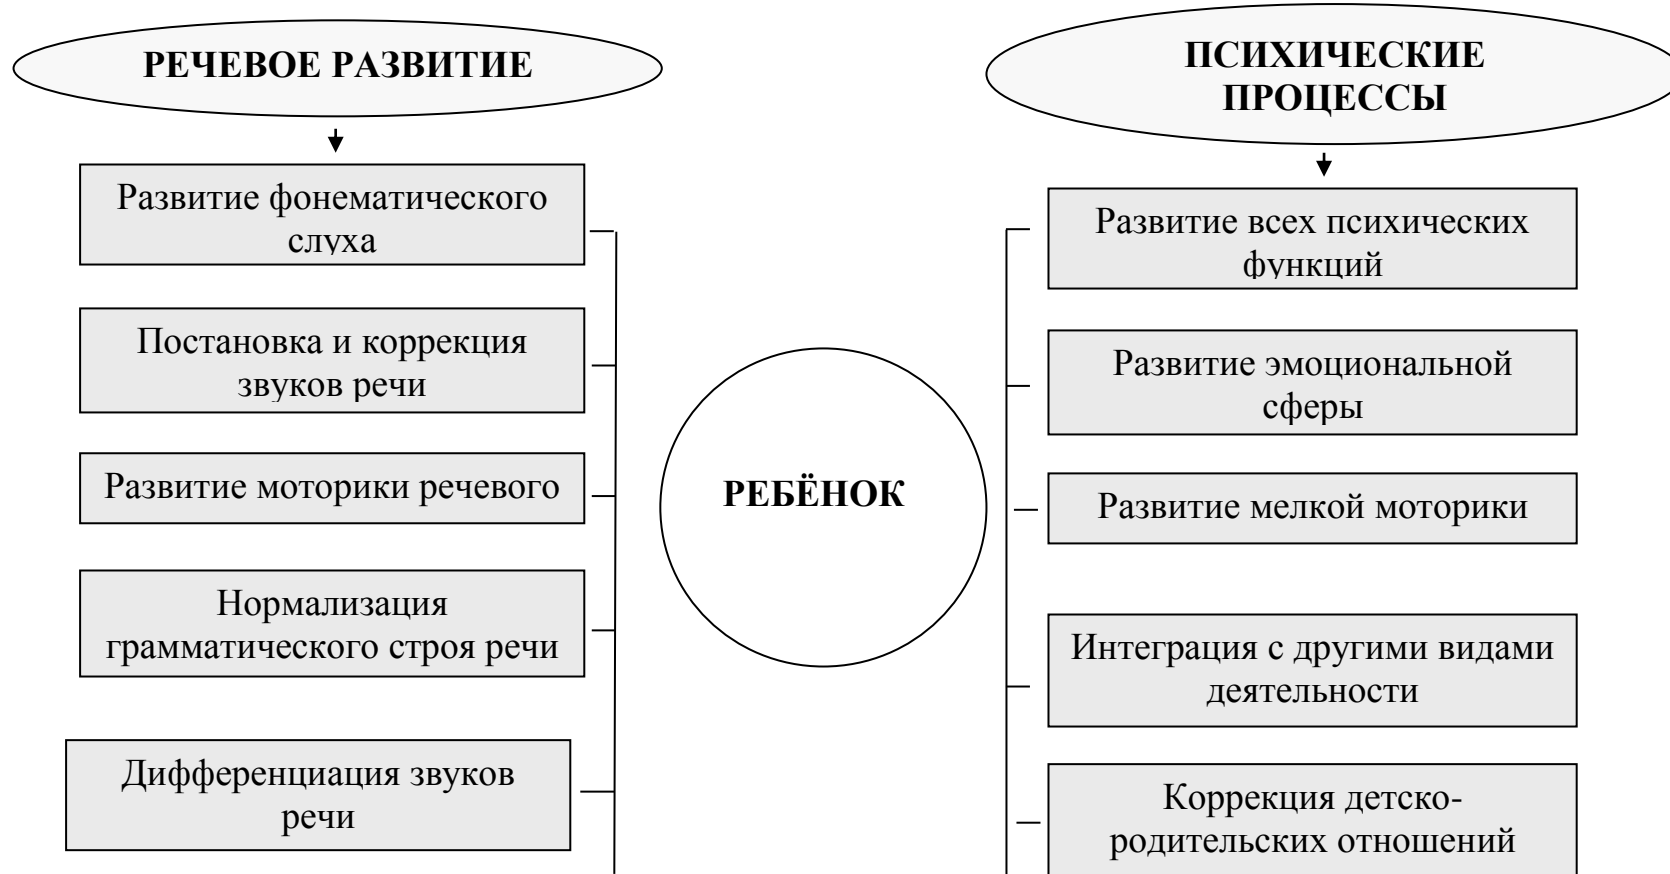 РЕЧЕВОЕ РАЗВИТИЕ
Развитие фонематического
слуха
Постановка и коррекция
звуков речи
Развитие моторики речевого
Нормализация
грамматического строя речи
Дифференциация звуков
речи
РЕБЁНОК
ПСИХИЧЕСКИЕ
ПРОЦЕССЫ
Развитие всех психических
функций
Развитие эмоциональной
сферы
Развитие мелкой моторики
Интеграция с другими видами
деятельности
Коррекция детско-
родительских отношений